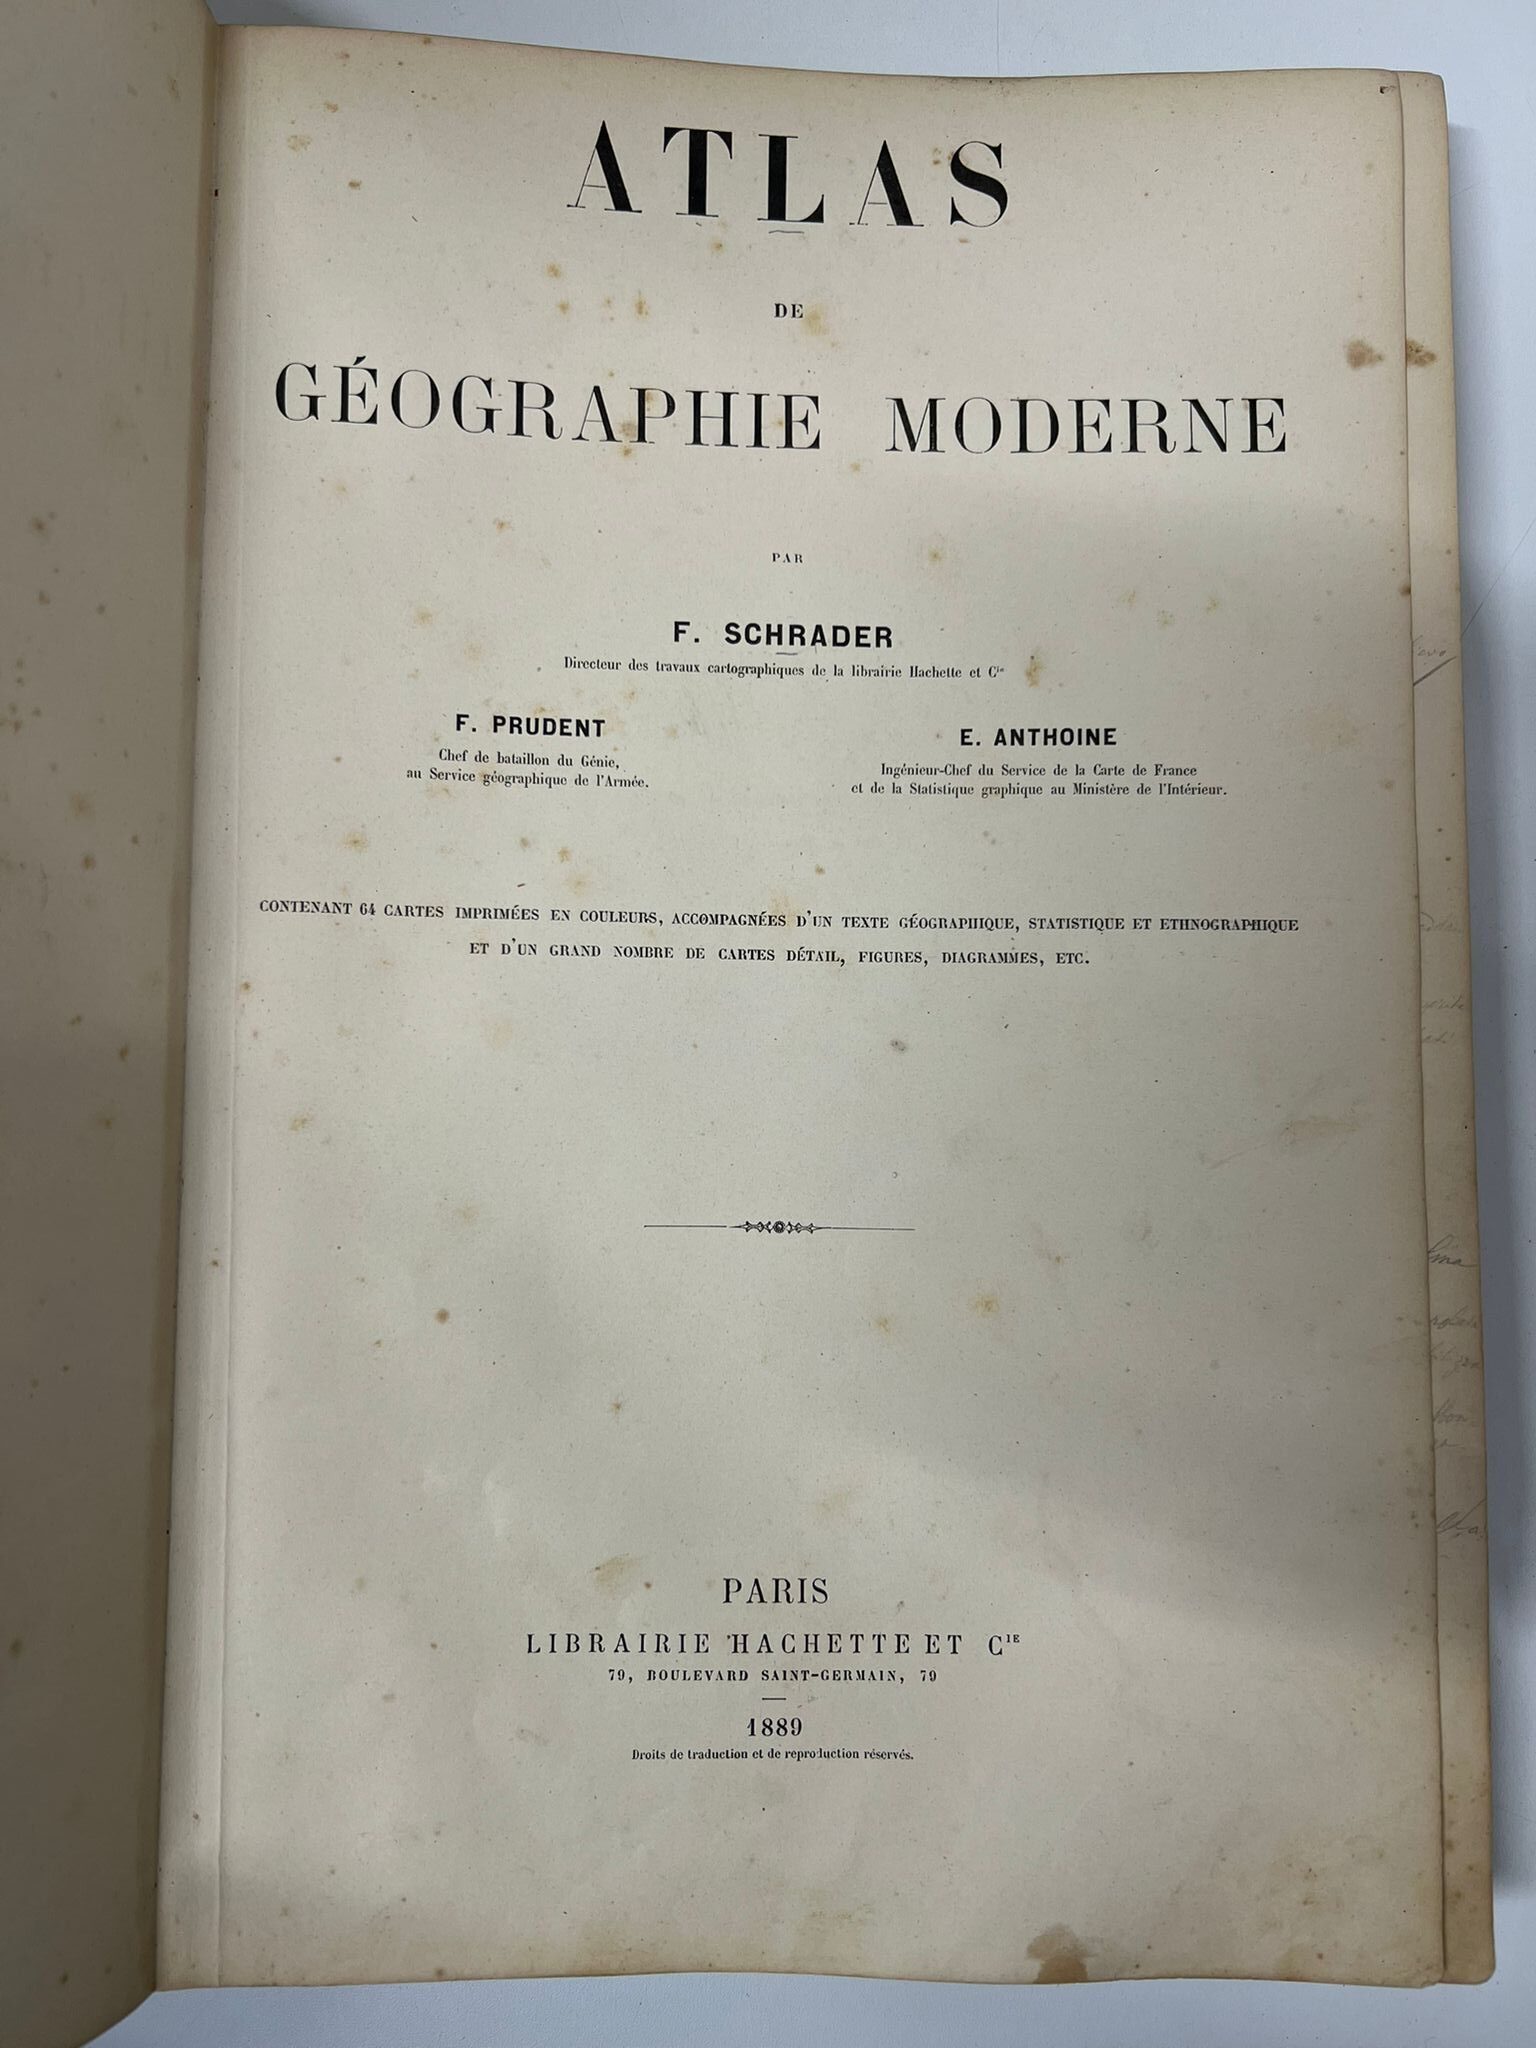 ATLAS
DE
GÉOGRAPHIE MODERNE
PAR
F. SCHRADER
Directeur des travaux cartographiques de la librairie Hachette et Cie
F. PRUDENT
Chef de bataillon du Génie,
au Service géographique de l'Armée.
E. ANTHOINE
Ingénieur-Chef du Service de la Carte de France
et de la Statistique graphique au Ministère de l'Intérieur.
CONTENANT 64 CARTES IMPRIMÉES EN COULEURS, ACCOMPAGNÉES D'UN TEXTE GÉOGRAPHIQUE, STATISTIQUE ET ETHNOGRAPHIQUE
ET D'UN GRAND NOMBRE DE CARTES DÉTAIL, FIGURES, DIAGRAMMES, ETC.
PARIS
LIBRAIRIE HACHETTE ET CIE
79, BOULEVARD SAINT-GERMAIN, 79
1889
Droits de traduction et de reproduction réservés.